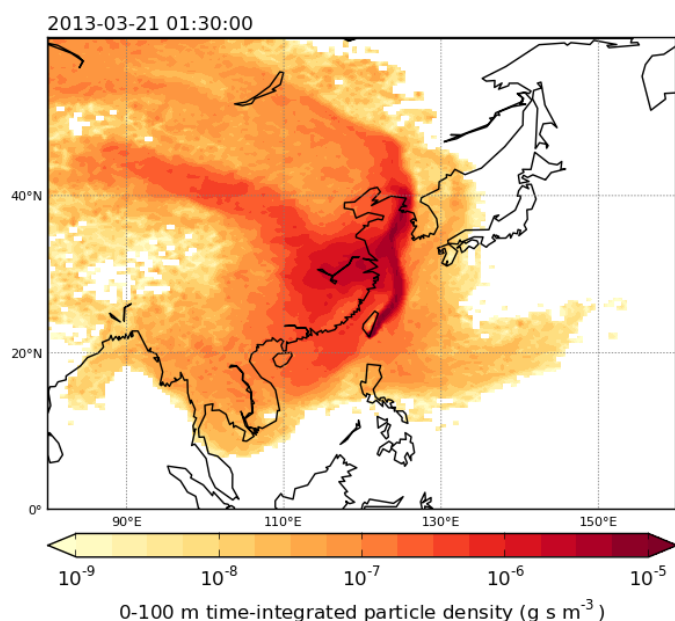 2013-03-21 01:30:00
40°N
20°N
0°
90°E 110°E 130°E 150°E
10⁻⁹ 10⁻⁸ 10⁻⁷ 10⁻⁶ 10⁻⁵
0-100 m time-integrated particle density (g s m⁻³)